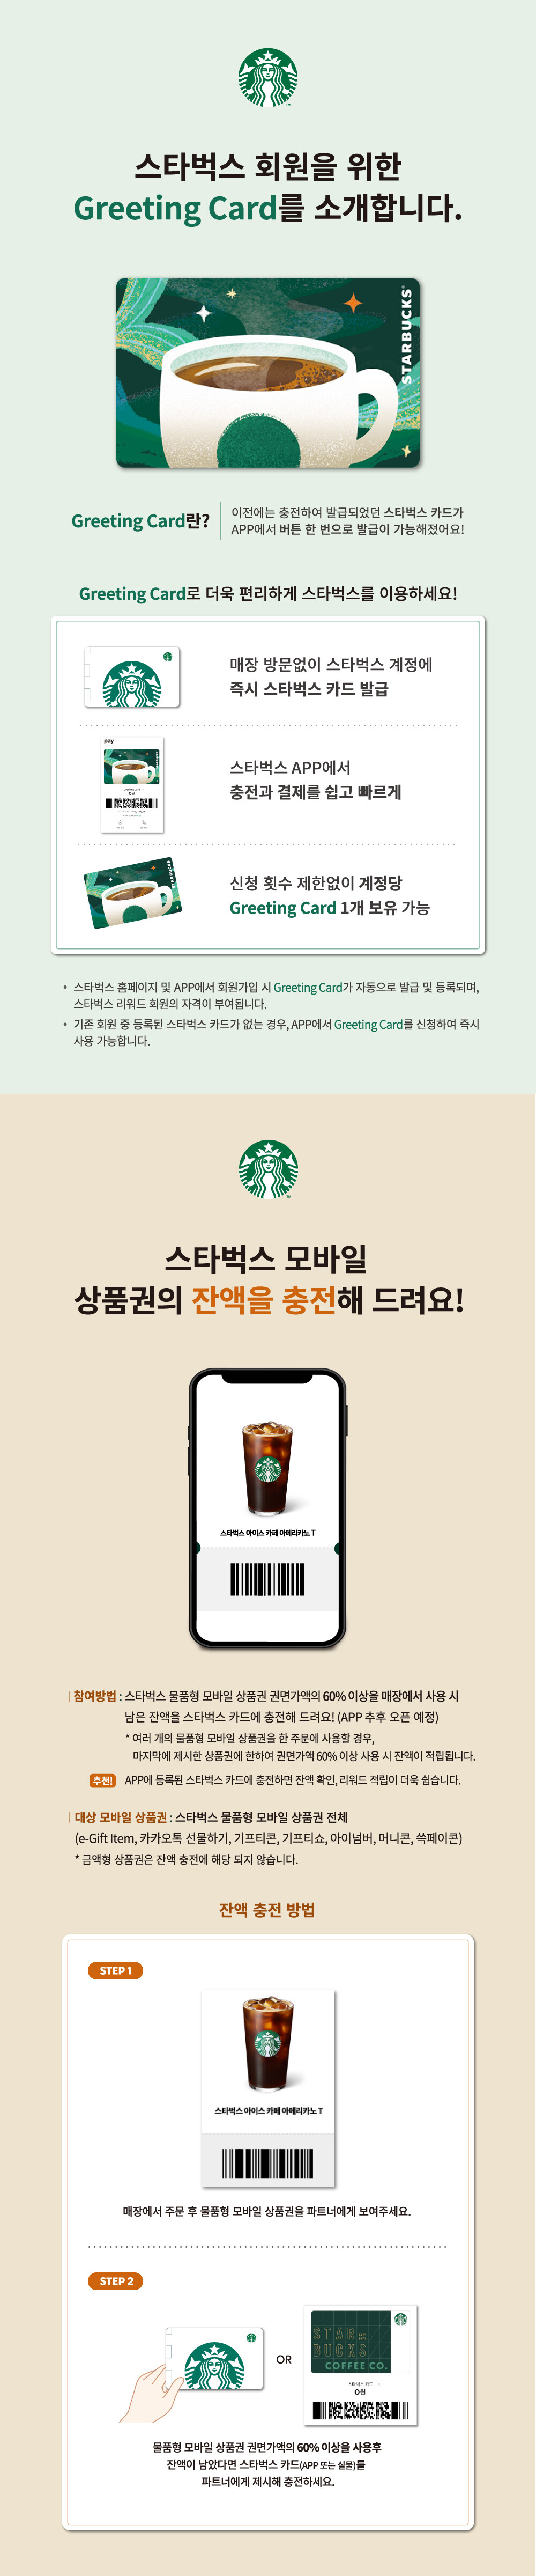 스타벅스 회원을 위한
Greeting Card를 소개합니다.
STARBUCKS
Greeting Card란?
이전에는 충전하여 발급되었던 스타벅스 카드가
APP에서 버튼 한 번으로 발급이 가능해졌어요!
Greeting Card로 더욱 편리하게 스타벅스를 이용하세요!
매장 방문없이 스타벅스 계정에
즉시 스타벅스 카드 발급
pay
스타벅스 APP에서
충전과 결제를 쉽고 빠르게
신청 횟수 제한없이 계정당
Greeting Card 1개 보유 가능
• 스타벅스 홈페이지 및 APP에서 회원가입 시 Greeting Card가 자동으로 발급 및 등록되며,
스타벅스 리워드 회원의 자격이 부여됩니다.
• 기존 회원 중 등록된 스타벅스 카드가 없는 경우, APP에서 Greeting Card를 신청하여 즉시
사용 가능합니다.
스타벅스 모바일
상품권의 잔액을 충전해 드려요!
스타벅스 아이스 카페 아메리카노 T
| 참여방법 : 스타벅스 물품형 모바일 상품권 권면가액의 60% 이상을 매장에서 사용 시
남은 잔액을 스타벅스 카드에 충전해 드려요! (APP 추후 오픈 예정)
* 여러 개의 물품형 모바일 상품권을 한 주문에 사용할 경우,
마지막에 제시한 상품권에 한하여 권면가액 60% 이상 사용 시 잔액이 적립됩니다.
추천! APP에 등록된 스타벅스 카드에 충전하면 잔액 확인, 리워드 적립이 더욱 쉽습니다.
| 대상 모바일 상품권 : 스타벅스 물품형 모바일 상품권 전체
(e-Gift Item, 카카오톡 선물하기, 기프티콘, 기프티쇼, 아이넘버, 머니콘, 쓱페이콘)
* 금액형 상품권은 잔액 충전에 해당 되지 않습니다.
잔액 충전 방법
STEP 1
스타벅스 아이스 카페 아메리카노 T
매장에서 주문 후 물품형 모바일 상품권을 파트너에게 보여주세요.
STEP 2
OR
STAR
BUCKS
COFFEE CO.
스타벅스 카드
0원
물품형 모바일 상품권 권면가액의 60% 이상을 사용후
잔액이 남았다면 스타벅스 카드(APP 또는 실물)를
파트너에게 제시해 충전하세요.